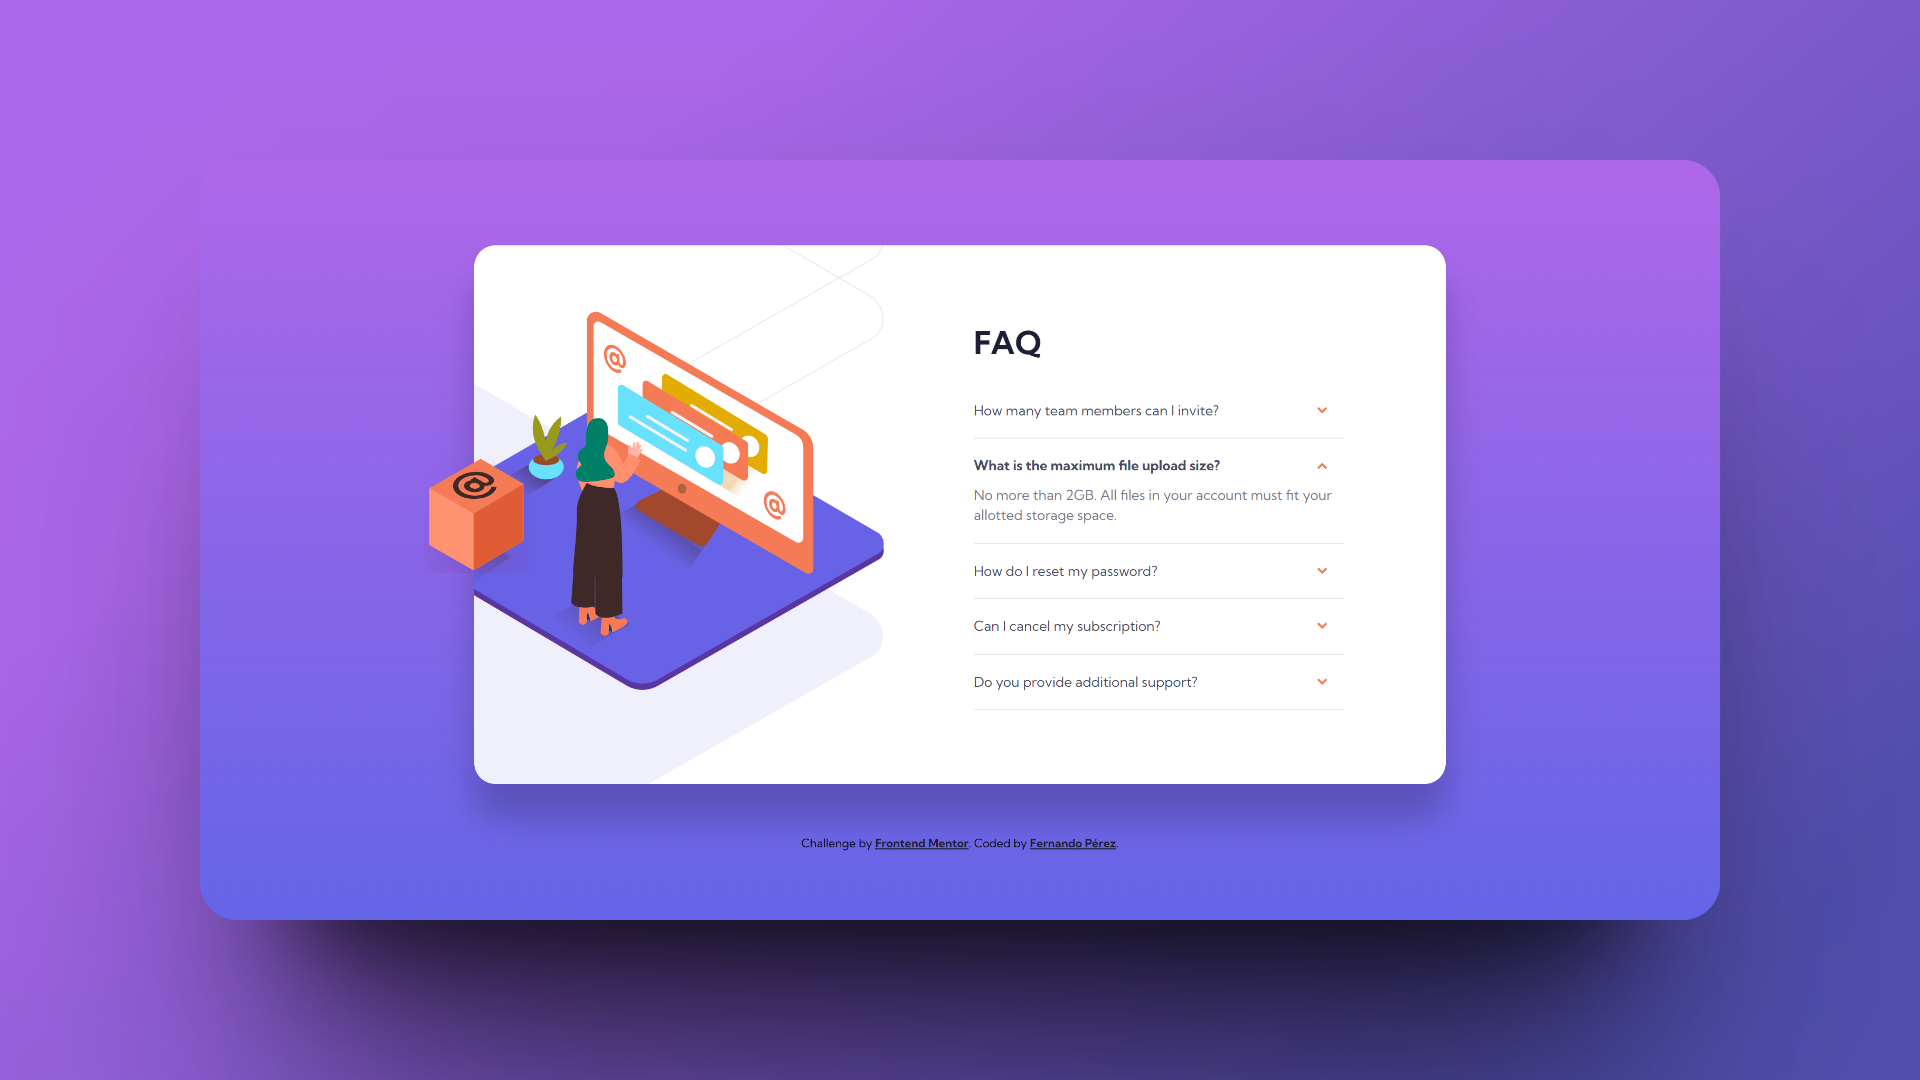 FAQ
How many team members can I invite?
What is the maximum file upload size?
No more than 2GB. All files in your account must fit your
allotted storage space.
How do I reset my password?
Can I cancel my subscription?
Do you provide additional support?
@
@
@
Challenge by Frontend Mentor. Coded by Fernando Pérez.